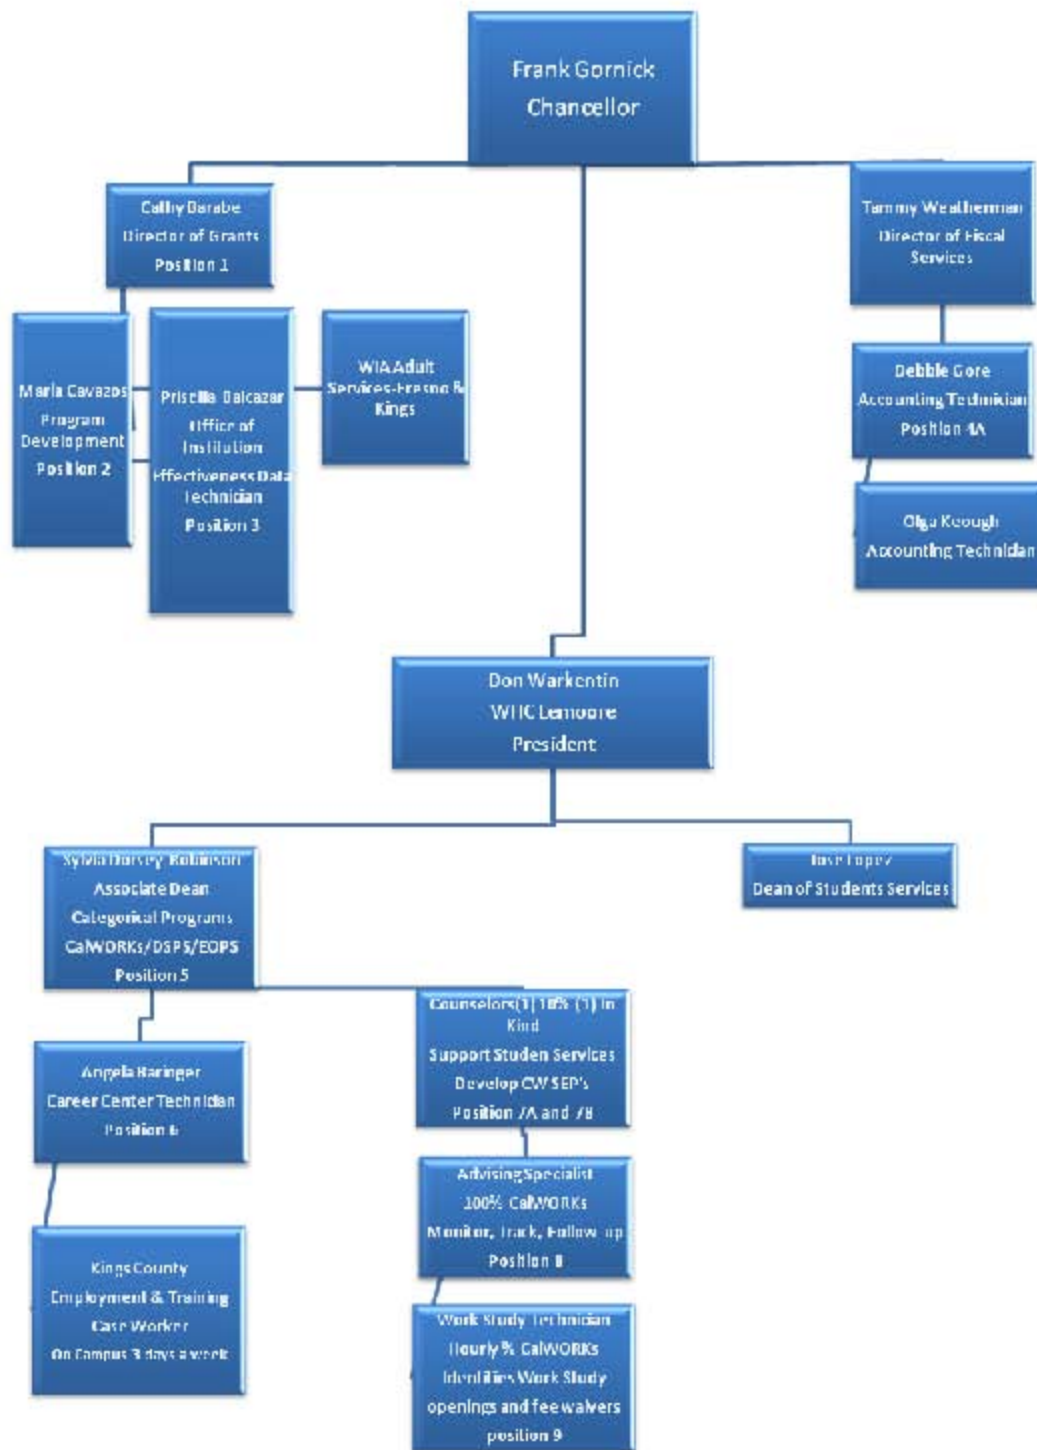 Frank Gornick
Chancellor
Cathy Barabe
Director of Grants
Position 1
Tammy Weatherman
Director of Fiscal
Services
Maria Cavazos
Program
Development
Position 2
Priscilla Balcazar
Office of
Institution
Effectiveness Data
Technician
Position 3
WIA Adult
Services-Fresno &
Kings
Debbie Gore
Accounting Technician
Position 4A
Olga Keough
Accounting Technician
Don Warkentin
WHC Lemoore
President
Sylvia Dorsey-Robinson
Associate Dean
Categorical Programs
CalWORKs/DSPS/EOPS
Position 5
Jose Lopez
Dean of Students Services
Angela Baringer
Career Center Technician
Position 6
Counselors(1) % (1) In
Kind
Support Studen Services
Develop CW SEP's
Position 7A and 7B
Advising Specialist
100% CalWORKs
Monitor, Track, Follow-up
Position 8
Kings County
Employment & Training
Case Worker
On Campus 3 days a week
Work Study Technician
Hourly % CalWORKs
Identifies Work Study
openings and fee waivers
position 9